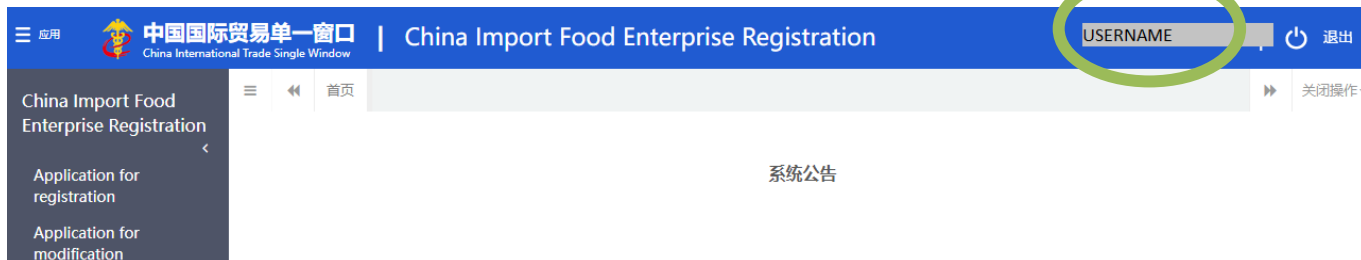 应用
中国国际贸易单一窗口
China International Trade Single Window
| China Import Food Enterprise Registration
USERNAME
退出
China Import Food
Enterprise Registration
首页
关闭操作
Application for
registration
系统公告
Application for
modification